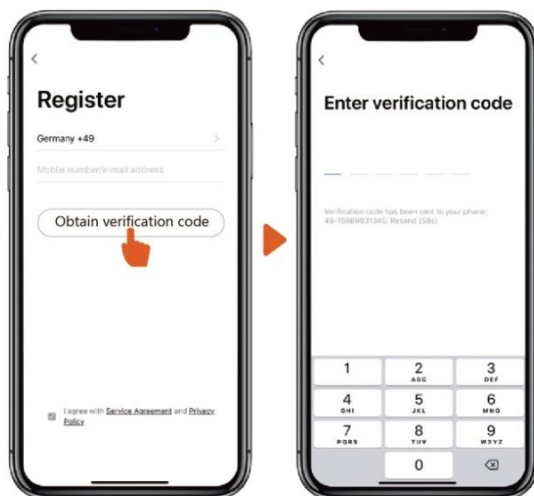 Register
Germany +49
Mobile number/e-mail address
Obtain verification code
I agree with Service Agreement and Privacy
Policy
Enter verification code
Verification code has been sent to your phone:
Resend (58s)
1
2
ABC
3
DEF
4
GHI
5
JKL
6
MNO
7
PQRS
8
TUV
9
WXYZ
0